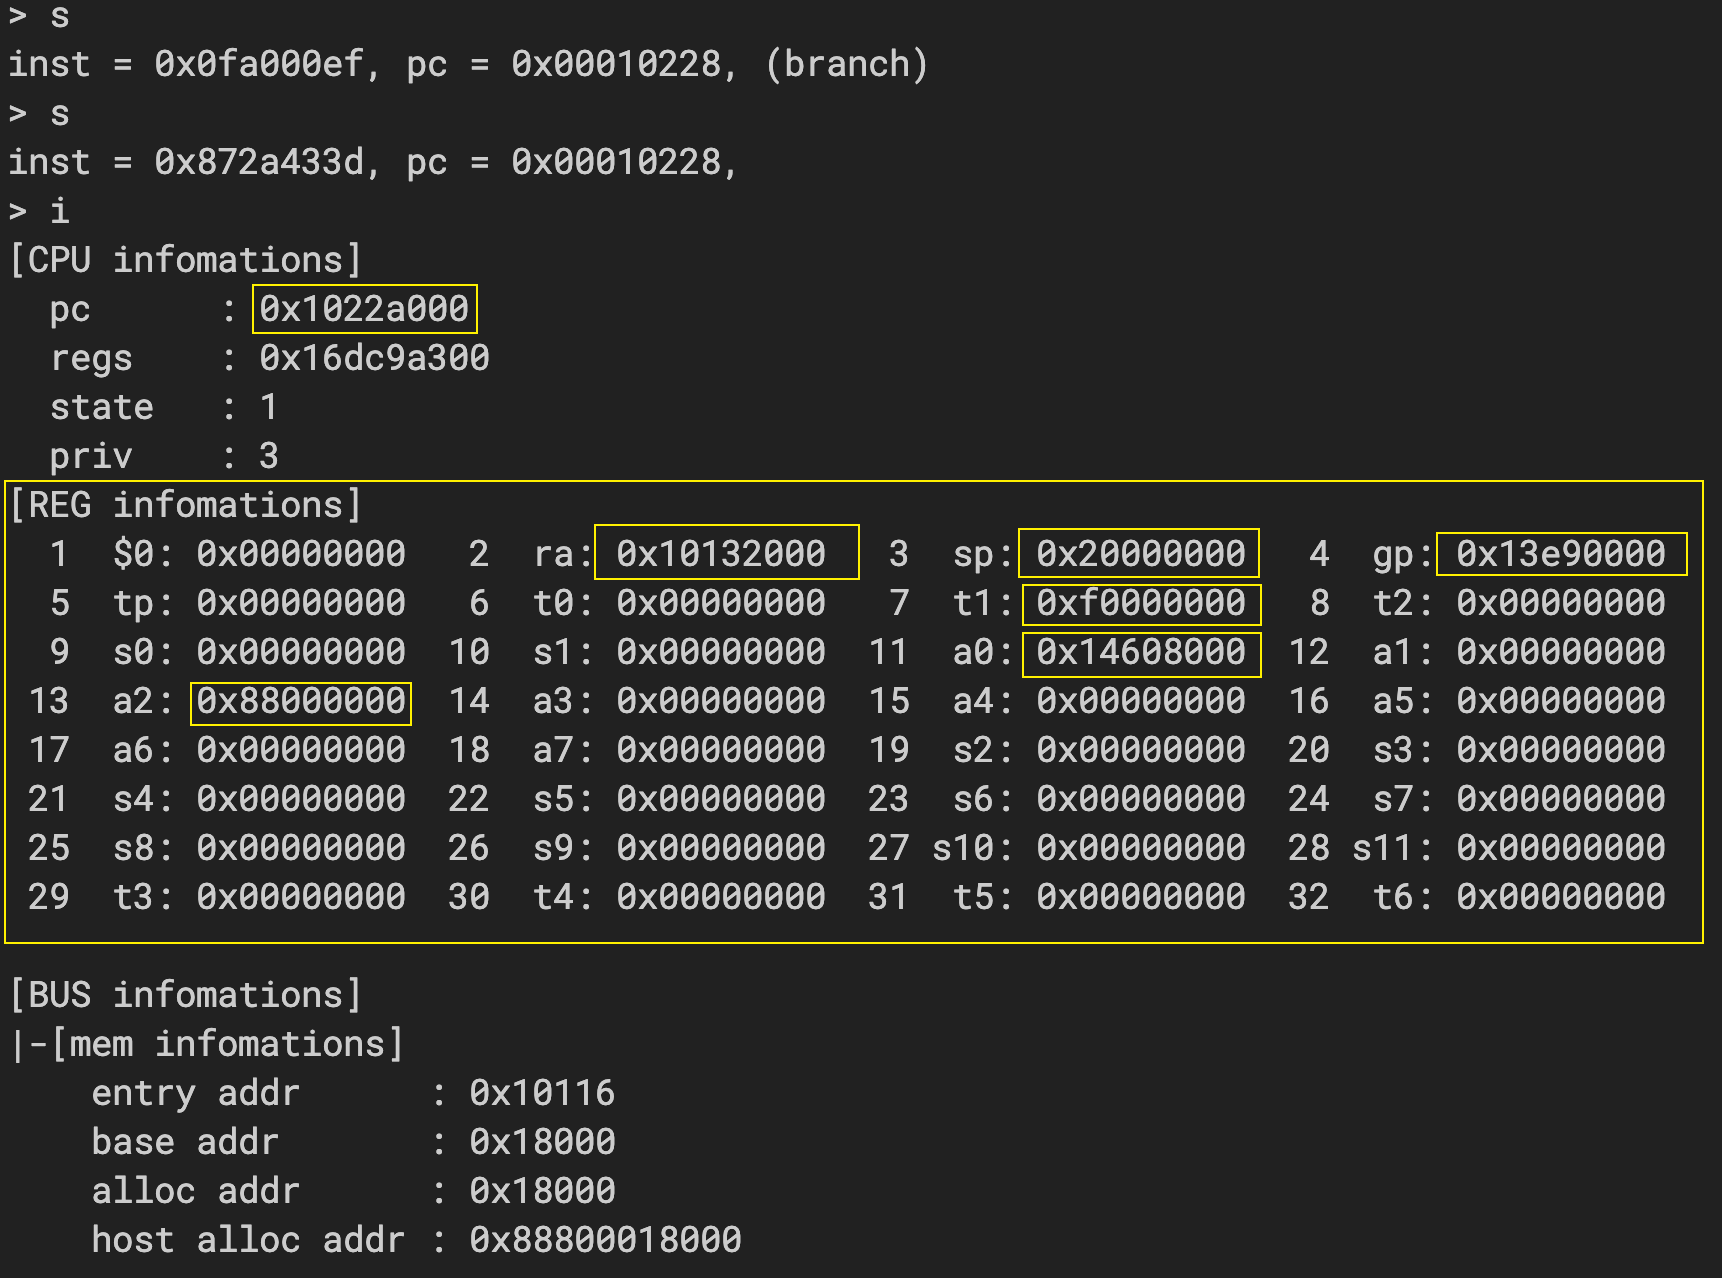 > s
inst = 0x0fa000ef, pc = 0x00010228, (branch)
> s
inst = 0x872a433d, pc = 0x00010228,
> i
[CPU infomations]
pc : 0x1022a000
regs : 0x16dc9a300
state : 1
priv : 3
[REG infomations]
1 $0: 0x00000000 2 ra: 0x10132000 3 sp: 0x20000000 4 gp: 0x13e90000
5 tp: 0x00000000 6 t0: 0x00000000 7 t1: 0xf0000000 8 t2: 0x00000000
9 s0: 0x00000000 10 s1: 0x00000000 11 a0: 0x14608000 12 a1: 0x00000000
13 a2: 0x88000000 14 a3: 0x00000000 15 a4: 0x00000000 16 a5: 0x00000000
17 a6: 0x00000000 18 a7: 0x00000000 19 s2: 0x00000000 20 s3: 0x00000000
21 s4: 0x00000000 22 s5: 0x00000000 23 s6: 0x00000000 24 s7: 0x00000000
25 s8: 0x00000000 26 s9: 0x00000000 27 s10: 0x00000000 28 s11: 0x00000000
29 t3: 0x00000000 30 t4: 0x00000000 31 t5: 0x00000000 32 t6: 0x00000000
[BUS infomations]
|-[mem infomations]
entry addr : 0x10116
base addr : 0x18000
alloc addr : 0x18000
host alloc addr : 0x88800018000